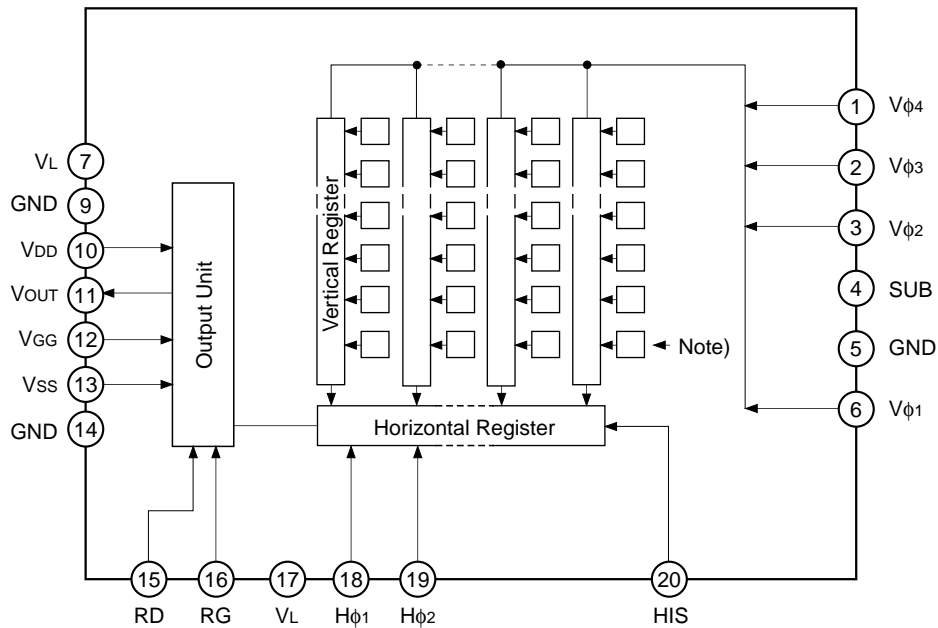 1 Vϕ4
2 Vϕ3
3 Vϕ2
4 SUB
5 GND
6 Vϕ1
VL 7
GND 9
VDD 10
VOUT 11
VGG 12
VSS 13
GND 14
Output Unit
Vertical Register
Note)
Horizontal Register
15 16 17 18 19 20
RD RG VL Hϕ1 Hϕ2 HIS